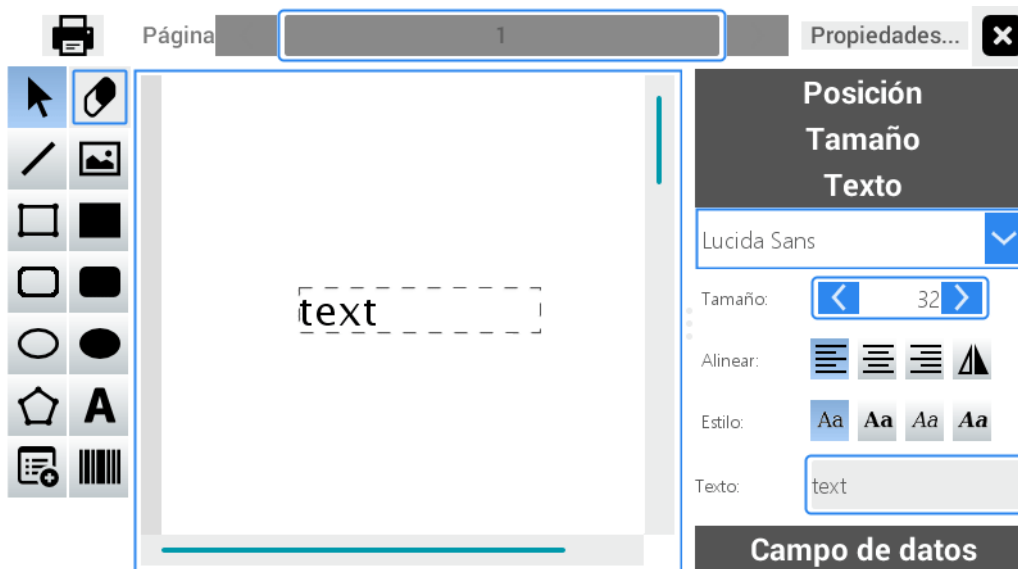 Página
1
Propiedades...
Posición
Tamaño
Texto
Lucida Sans
Tamaño:
32
Alinear:
Estilo:
Aa Aa Aa Aa
Texto:
text
Campo de datos
A
text